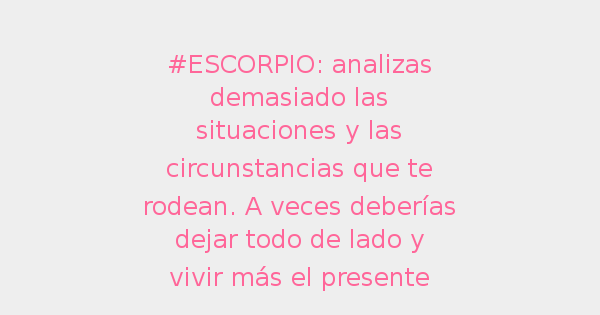 #ESCORPIO: analizas
demasiado las
situaciones y las
circunstancias que te
rodean. A veces deberías
dejar todo de lado y
vivir más el presente